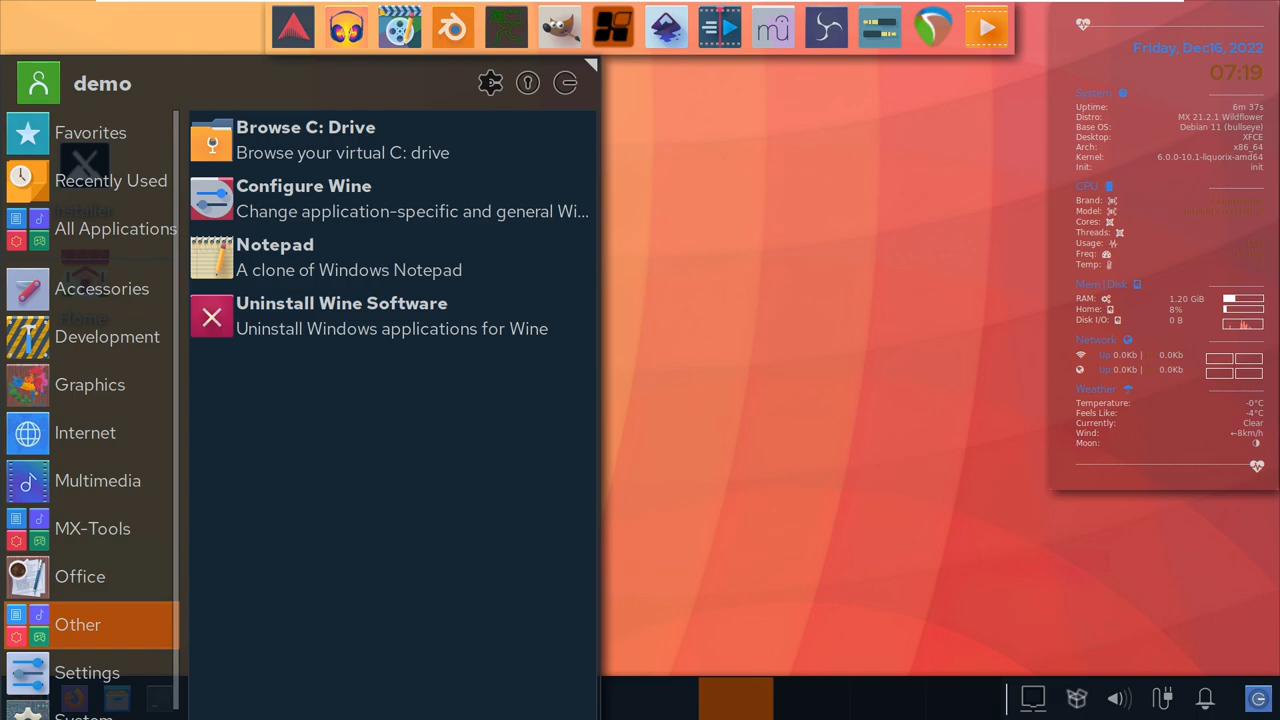 demo
Favorites
Recently Used
All Applications
Accessories
Home
Development
Graphics
Internet
Multimedia
MX-Tools
Office
Other
Settings
System
Browse C: Drive
Browse your virtual C: drive
Configure Wine
Change application-specific and general Wi...
Notepad
A clone of Windows Notepad
Uninstall Wine Software
Uninstall Windows applications for Wine
Friday, Dec16, 2022
07:19
System
Uptime: 6m 37s
Distro: MX 21.2.1 Wildflower
Base OS: Debian 11 (bullseye)
Desktop: XFCE
Arch: x86_64
Kernel: 6.0.0-10.1-liquorix-amd64
Init: init
CPU
Brand:
Model:
Cores:
Threads:
Usage:
Freq:
Temp:
Mem|Disk
RAM: 1.20 GiB
Home: 8%
Disk I/O: 0 B
Network
Up 0.0Kb | 0.0Kb
Up 0.0Kb | 0.0Kb
Weather
Temperature: -0°C
Feels Like: -4°C
Currently: Clear
Wind: ←8km/h
Moon: